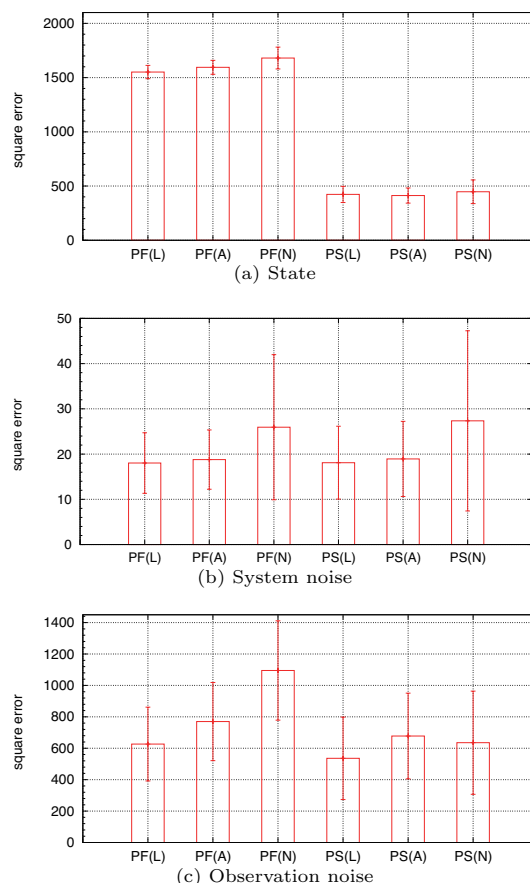 2000
1500
1000
500
0
square error
PF(L) PF(A) PF(N) PS(L) PS(A) PS(N)
(a) State
50
40
30
20
10
0
square error
PF(L) PF(A) PF(N) PS(L) PS(A) PS(N)
(b) System noise
1400
1200
1000
800
600
400
200
0
square error
PF(L) PF(A) PF(N) PS(L) PS(A) PS(N)
(c) Observation noise